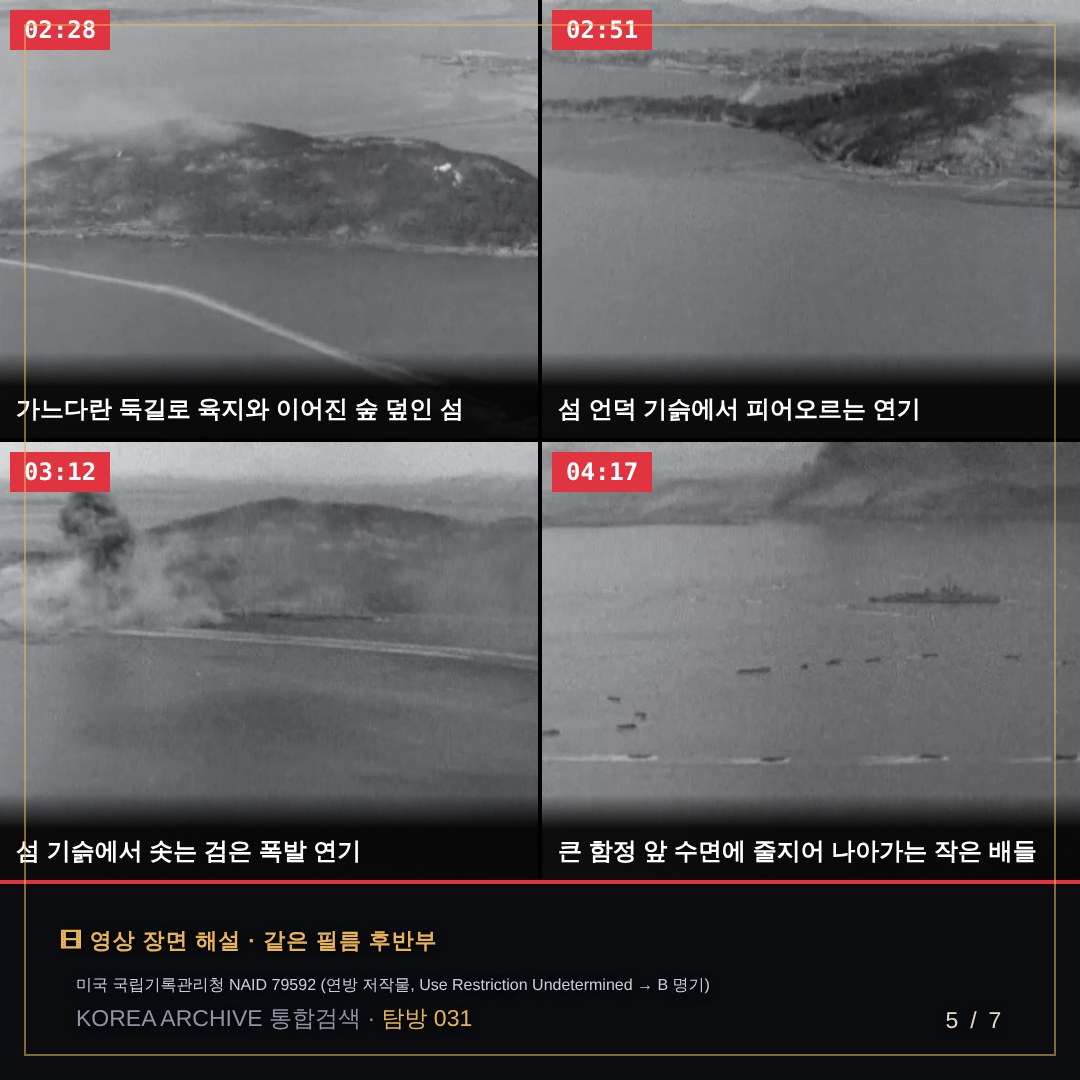 02:28
02:51
가느다란 둑길로 육지와 이어진 숲 덮인 섬
섬 언덕 기슭에서 피어오르는 연기
03:12
04:17
섬 기슭에서 솟는 검은 폭발 연기
큰 함정 앞 수면에 줄지어 나아가는 작은 배들
영상 장면 해설 · 같은 필름 후반부
미국 국립기록관리청 NAID 79592 (연방 저작물, Use Restriction Undetermined → B 명기)
KOREA ARCHIVE 통합검색 · 탐방 031
5 / 7